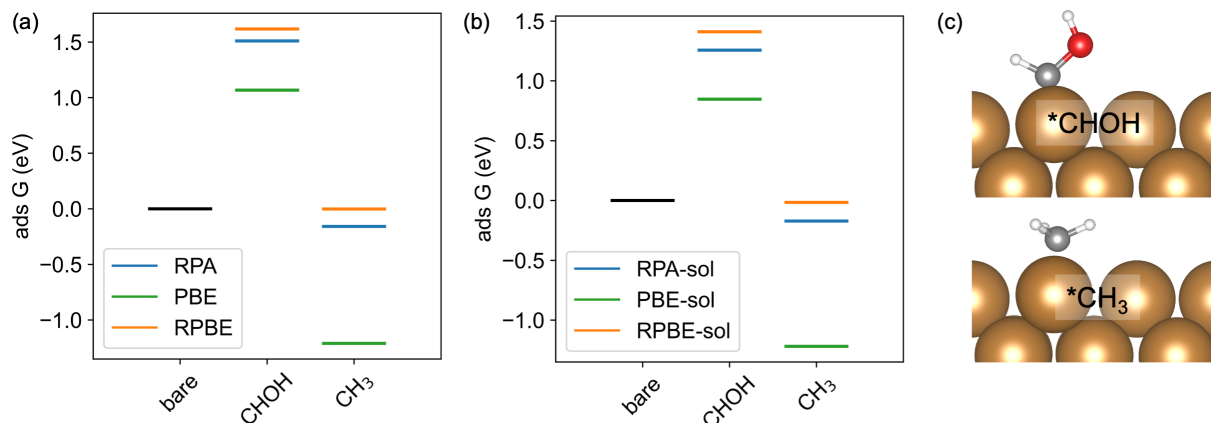 (a)
ads G (eV)
1.5
1.0
0.5
0.0
−0.5
−1.0
RPA
PBE
RPBE
bare
CHOH
CH₃
(b)
ads G (eV)
1.5
1.0
0.5
0.0
−0.5
−1.0
RPA-sol
PBE-sol
RPBE-sol
bare
CHOH
CH₃
(c)
*CHOH
*CH₃